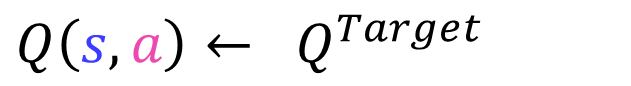 Q(s, a) ← Q^{Target}